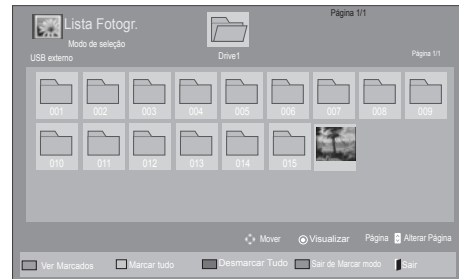 Lista Fotogr.
Página 1/1
Modo de seleção
USB externo
Drive1
Página 1/1
001 002 003 004 005 006 007 008 009
010 011 012 013 014 015
Mover Visualizar Página Alterar Página
Ver Marcados Marcar tudo Desmarcar Tudo Sair de Marcar modo Sair